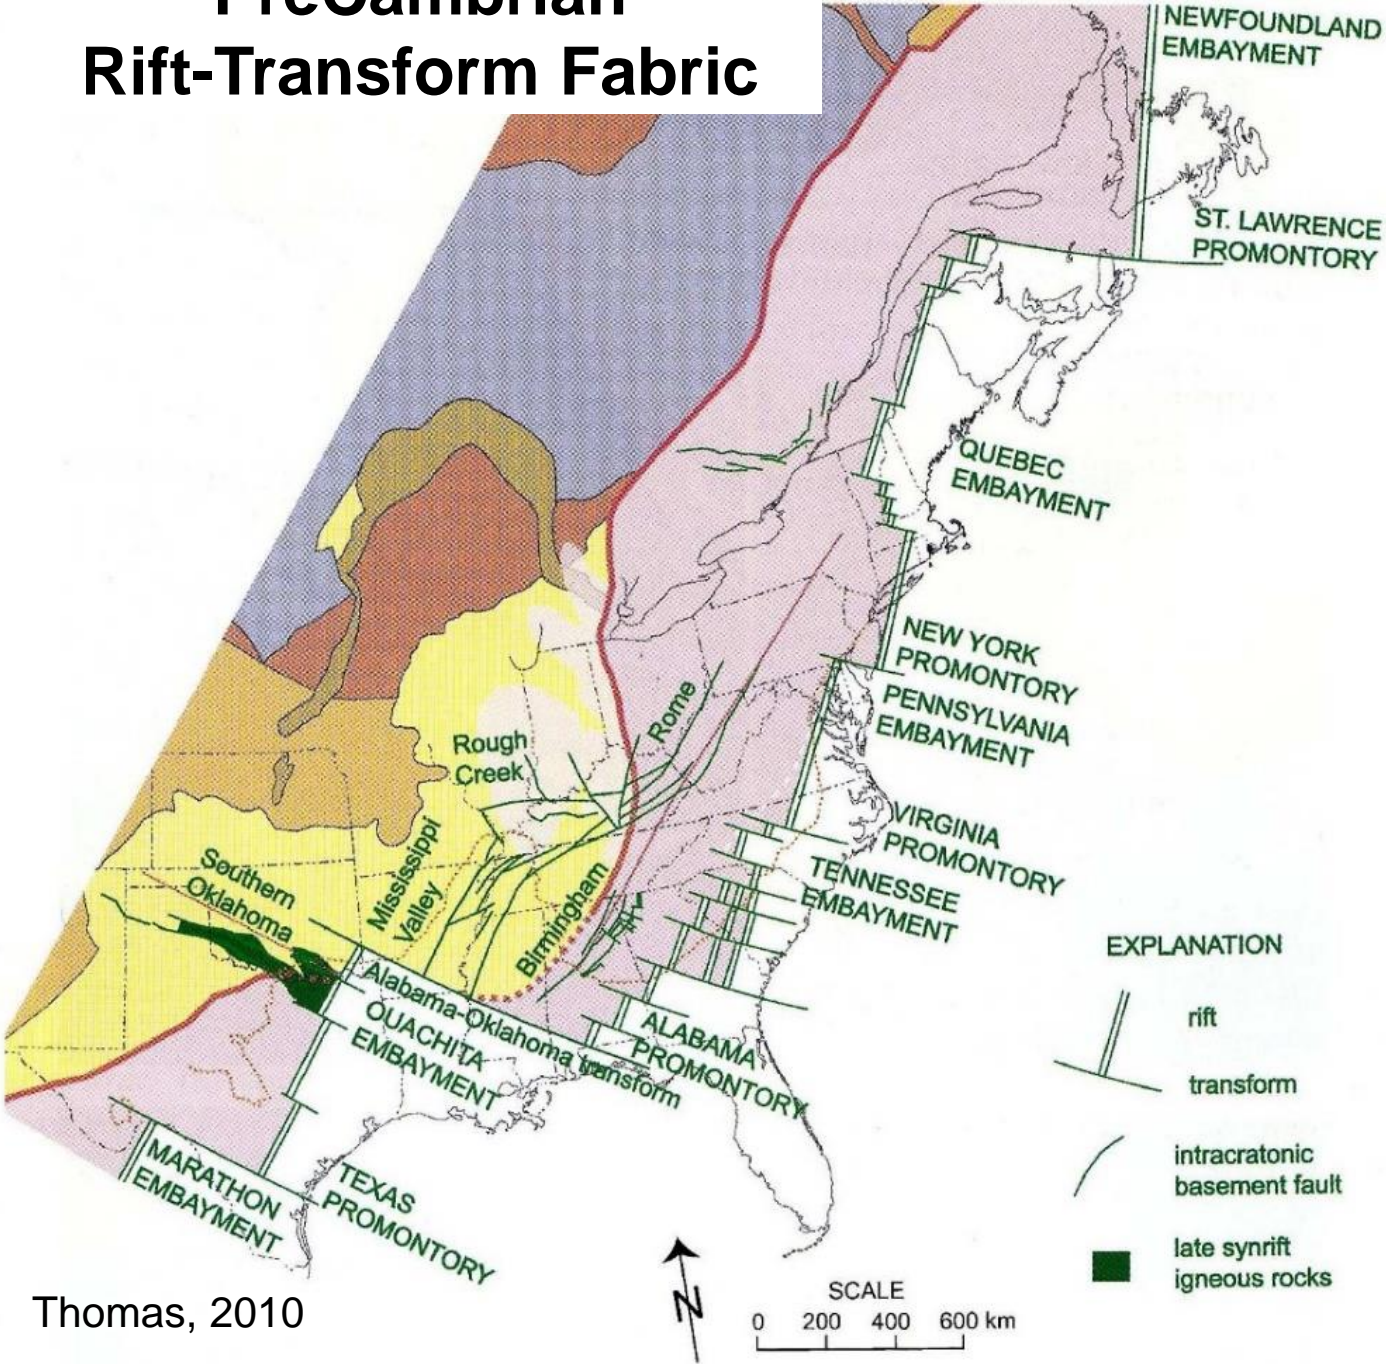 PreCambrian
Rift-Transform Fabric
NEWFOUNDLAND
EMBAYMENT
ST. LAWRENCE
PROMONTORY
QUEBEC
EMBAYMENT
NEW YORK
PROMONTORY
PENNSYLVANIA
EMBAYMENT
Rome
Rough
Creek
VIRGINIA
PROMONTORY
TENNESSEE
EMBAYMENT
Mississippi
Valley
Southern
Oklahoma
Birmingham
Alabama-Oklahoma transform
OUACHITA
EMBAYMENT
ALABAMA
PROMONTORY
MARATHON
EMBAYMENT
TEXAS
PROMONTORY
EXPLANATION
rift
transform
intracratonic
basement fault
late synrift
igneous rocks
N
SCALE
0 200 400 600 km
Thomas, 2010